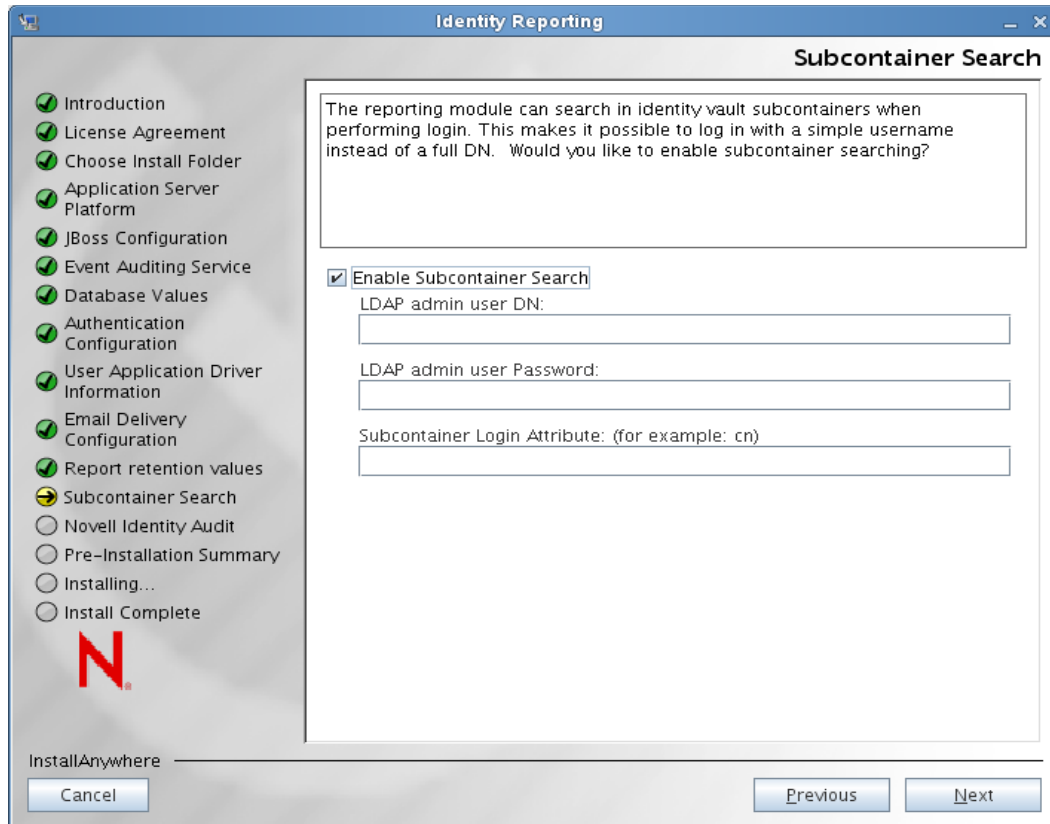 Identity Reporting
Subcontainer Search
Introduction
License Agreement
Choose Install Folder
Application Server
Platform
JBoss Configuration
Event Auditing Service
Database Values
Authentication
Configuration
User Application Driver
Information
Email Delivery
Configuration
Report retention values
Subcontainer Search
Novell Identity Audit
Pre-Installation Summary
Installing...
Install Complete
N®
The reporting module can search in identity vault subcontainers when
performing login. This makes it possible to log in with a simple username
instead of a full DN. Would you like to enable subcontainer searching?
Enable Subcontainer Search
LDAP admin user DN:
LDAP admin user Password:
Subcontainer Login Attribute: (for example: cn)
InstallAnywhere
Cancel
Previous
Next